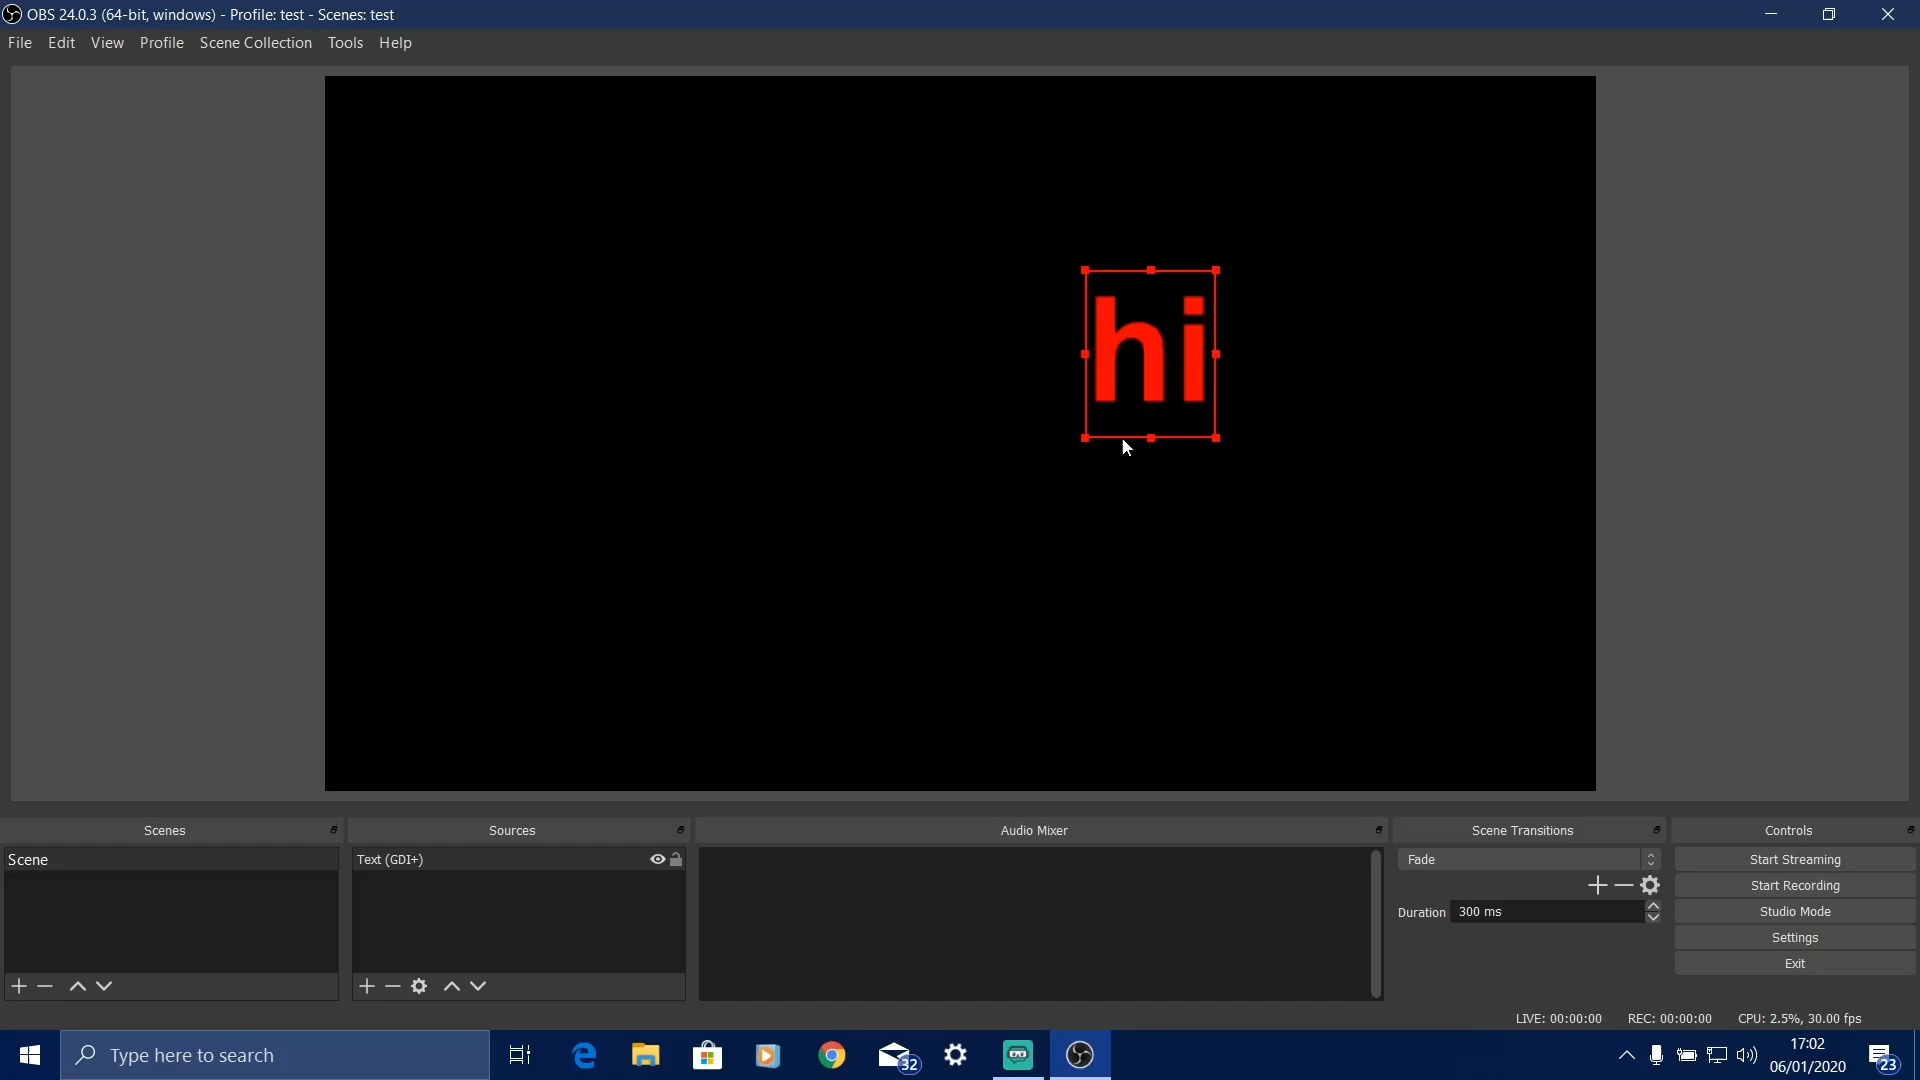 OBS 24.0.3 (64-bit, windows) - Profile: test - Scenes: test
File Edit View Profile Scene Collection Tools Help
hi
Scenes Sources Audio Mixer Scene Transitions Controls
Scene
Text (GDI+)
Fade
Duration 300 ms
Start Streaming
Start Recording
Studio Mode
Settings
Exit
LIVE: 00:00:00 REC: 00:00:00 CPU: 2.5%, 30.00 fps
Type here to search
32
17:02
06/01/2020
23